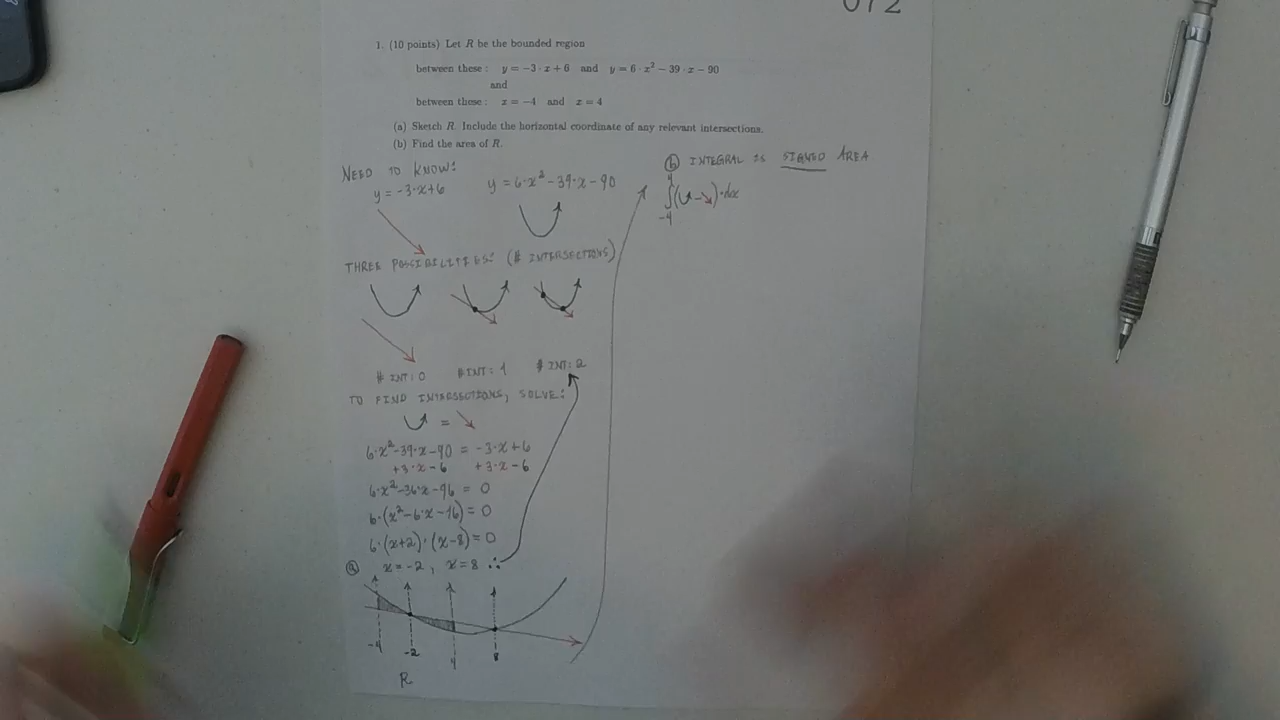 012
1. (10 points) Let R be the bounded region
between these : y = −3 · x + 6 and y = 6 · x² − 39 · x − 90
and
between these : x = −4 and x = 4
(a) Sketch R. Include the horizontal coordinate of any relevant intersections.
(b) Find the area of R.
NEED TO KNOW:
y = -3·x+6 y = 6·x²-39·x-90
THREE POSSIBILITIES: (# INTERSECTIONS)
# INT: 0 # INT: 1 # INT: 2
TO FIND INTERSECTIONS, SOLVE:
=
6·x²-39·x-90 = -3·x+6
+3·x-6 +3·x-6
6·x²-36·x-96 = 0
6·(x²-6·x-16) = 0
6·(x+2)·(x-8) = 0
(a) x = -2, x = 8 ∴
-4 -2 4 8
R
(b) INTEGRAL IS SIGNED AREA
4
∫( - )·dx
-4